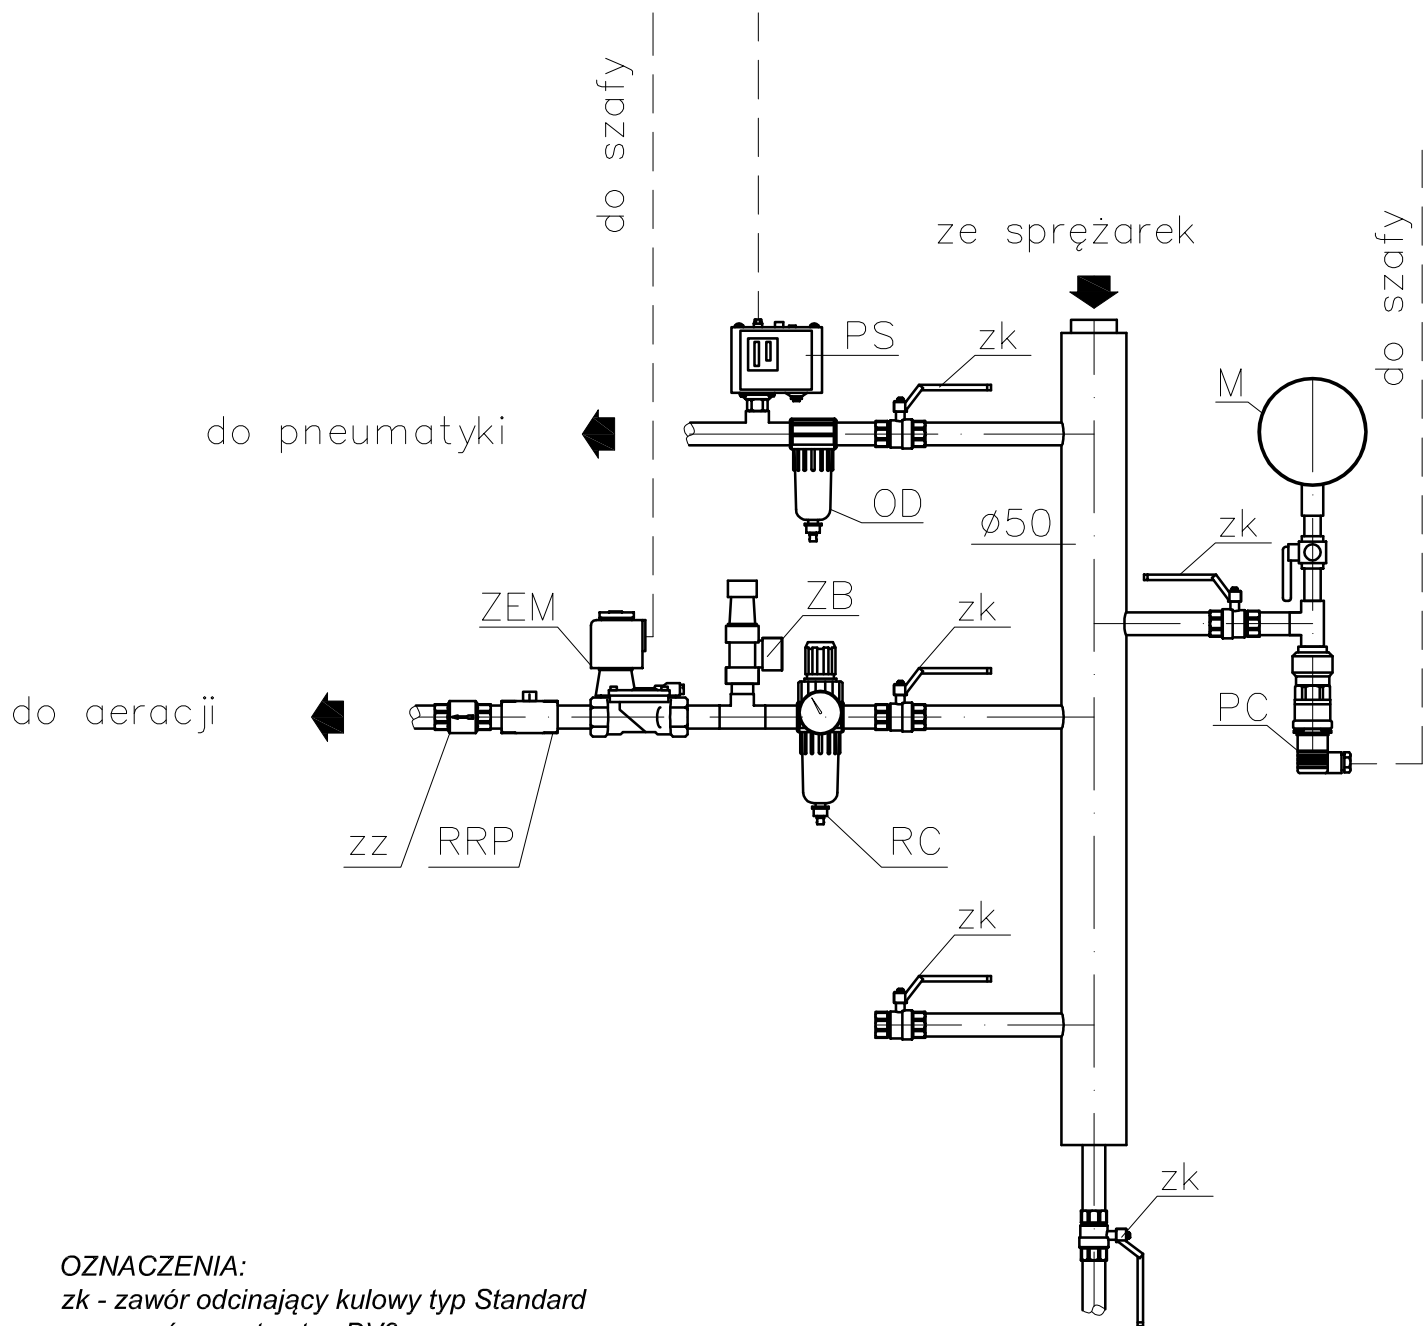 do szafy
ze sprężarek
do szafy
PS
zk
M
do pneumatyki
OD
ø50
zk
ZEM
ZB
zk
do aeracji
PC
zz
RRP
RC
zk
zk
OZNACZENIA:
zk - zawór odcinający kulowy typ Standard